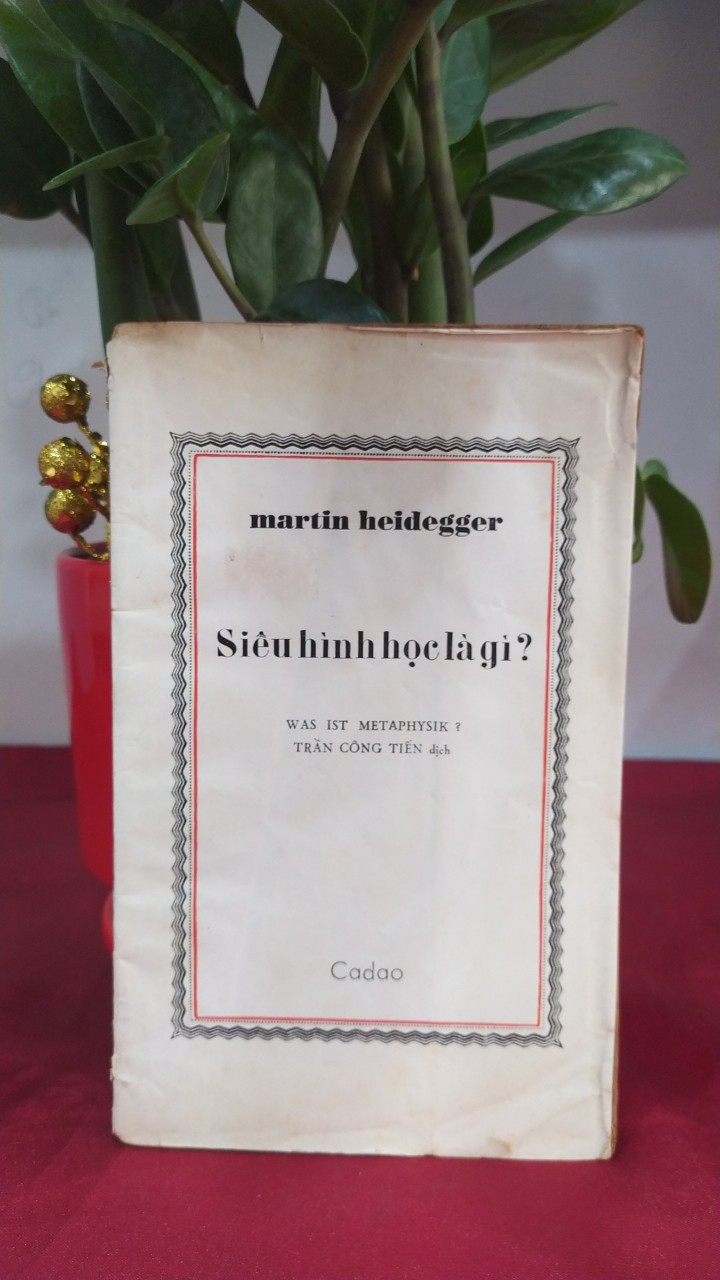 martin heidegger
Siêu hình học là gì?
WAS IST METAPHYSIK ?
TRẦN CÔNG TIẾN dịch
Cadao